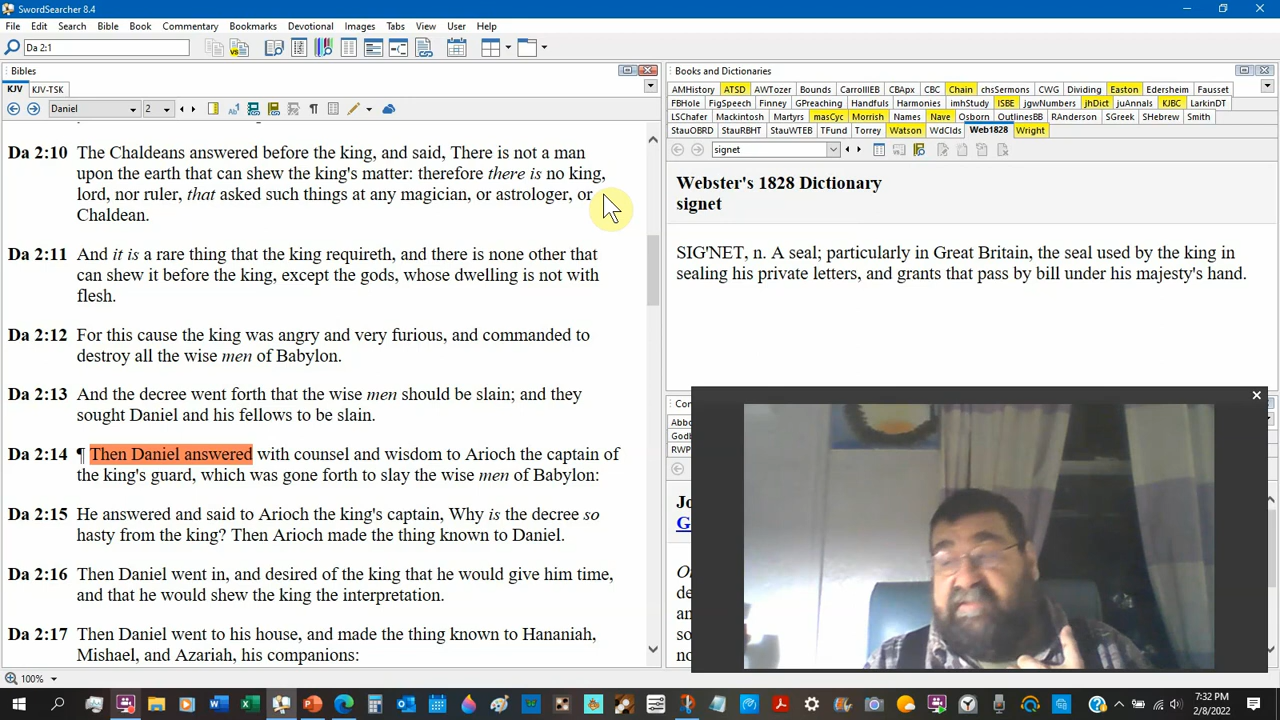 SwordSearcher 8.4
File Edit Search Bible Book Commentary Bookmarks Devotional Images Tabs View User Help
Da 2:1
Bibles
KJV KJV-TSK
Daniel 2
Da 2:10 The Chaldeans answered before the king, and said, There is not a man
upon the earth that can shew the king's matter: therefore there is no king,
lord, nor ruler, that asked such things at any magician, or astrologer, or
Chaldean.
Da 2:11 And it is a rare thing that the king requireth, and there is none other that
can shew it before the king, except the gods, whose dwelling is not with
flesh.
Da 2:12 For this cause the king was angry and very furious, and commanded to
destroy all the wise men of Babylon.
Da 2:13 And the decree went forth that the wise men should be slain; and they
sought Daniel and his fellows to be slain.
Da 2:14 ¶ Then Daniel answered with counsel and wisdom to Arioch the captain of
the king's guard, which was gone forth to slay the wise men of Babylon:
Da 2:15 He answered and said to Arioch the king's captain, Why is the decree so
hasty from the king? Then Arioch made the thing known to Daniel.
Da 2:16 Then Daniel went in, and desired of the king that he would give him time,
and that he would shew the king the interpretation.
Da 2:17 Then Daniel went to his house, and made the thing known to Hananiah,
Mishael, and Azariah, his companions:
100%
Books and Dictionaries
AMHistory ATSD AWTozer Bounds CarrollIEB CBApx CBC Chain chsSermons CWG Dividing Easton Edersheim Fausset
FBHole FigSpeech Finney GPreaching Handfuls Harmonies imhStudy ISBE jgwNumbers jhDict juAnnals KJBC LarkinDT
LSChafer Mackintosh Martyrs masCyc Morrish Names Nave Osborn OutlinesBB RAnderson SGreek SHebrew Smith
StauOBRD StauRBHT StauWTEB TFund Torrey Watson WdClds Web1828 Wright
signet
Webster's 1828 Dictionary
signet
SIG'NET, n. A seal; particularly in Great Britain, the seal used by the king in
sealing his private letters, and grants that pass by bill under his majesty's hand.
7:32 PM
2/8/2022